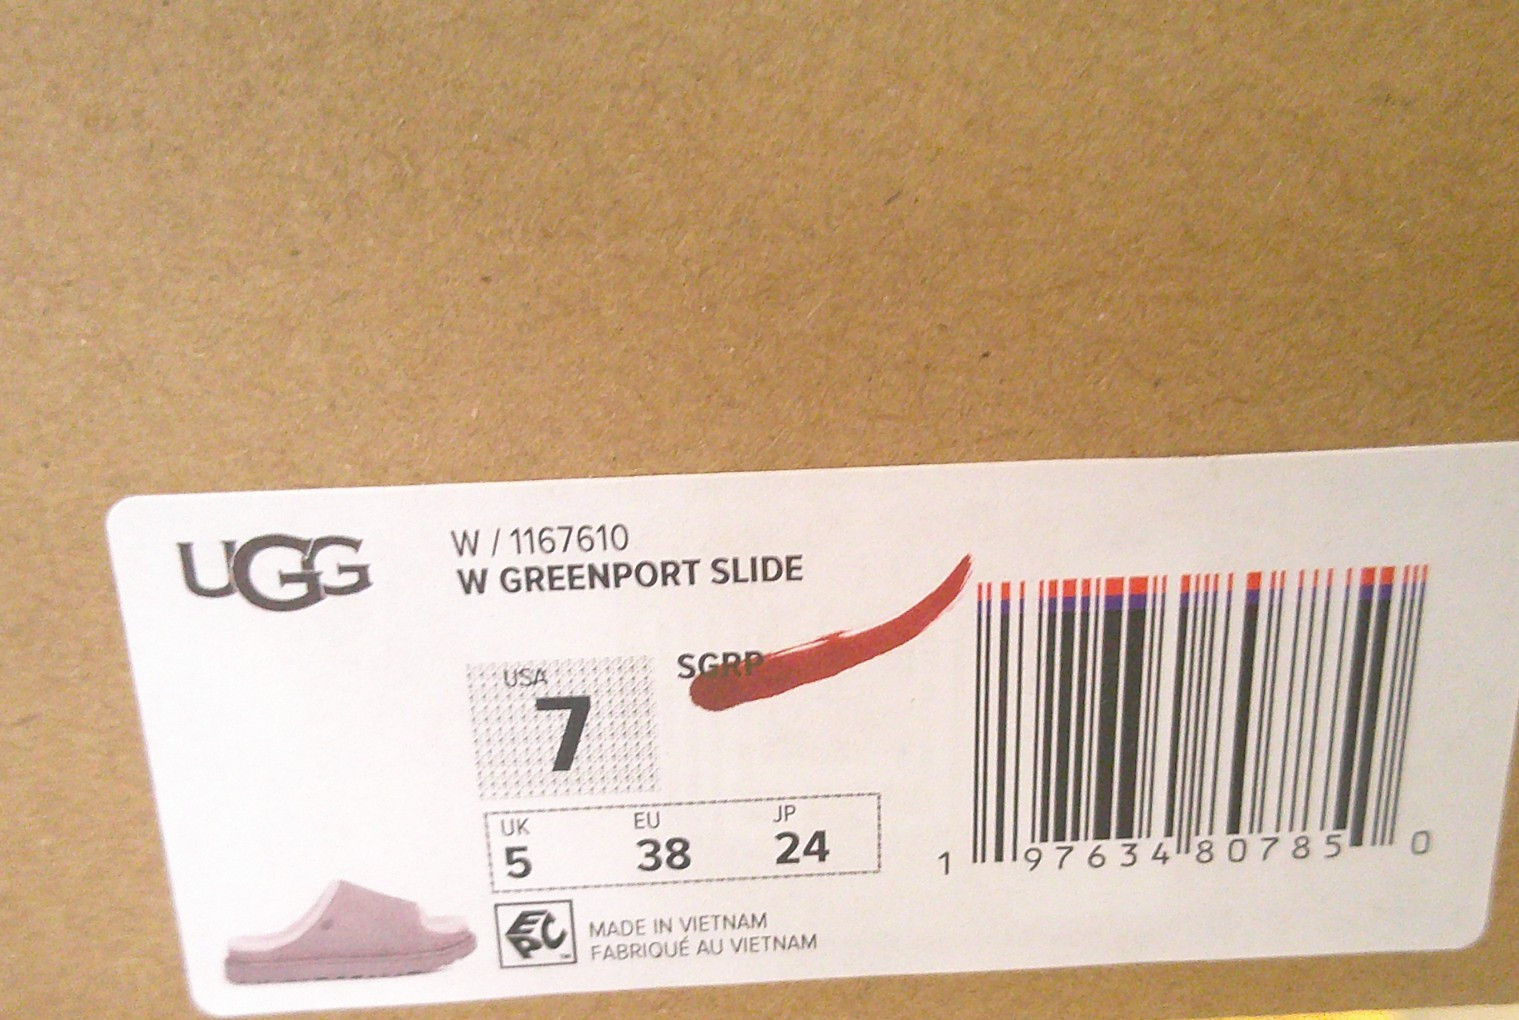 UGG
W / 1167610
W GREENPORT SLIDE
SGRP
USA
7
UK EU JP
5 38 24
1 97634 80785 0
EPC
MADE IN VIETNAM
FABRIQUÉ AU VIETNAM